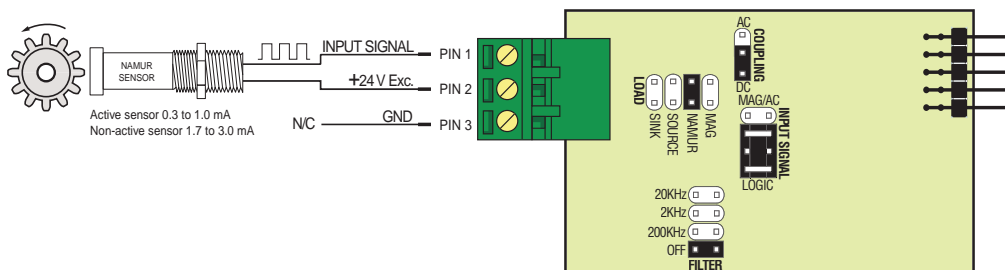 NAMUR
SENSOR
Active sensor 0.3 to 1.0 mA
Non-active sensor 1.7 to 3.0 mA
INPUT SIGNAL
+24 V Exc.
N/C
GND
PIN 1
PIN 2
PIN 3
AC
COUPLING
DC
LOAD
SINK
SOURCE
NAMUR
MAG
MAG/AC
INPUT SIGNAL
LOGIC
20KHz
2KHz
200KHz
OFF
FILTER